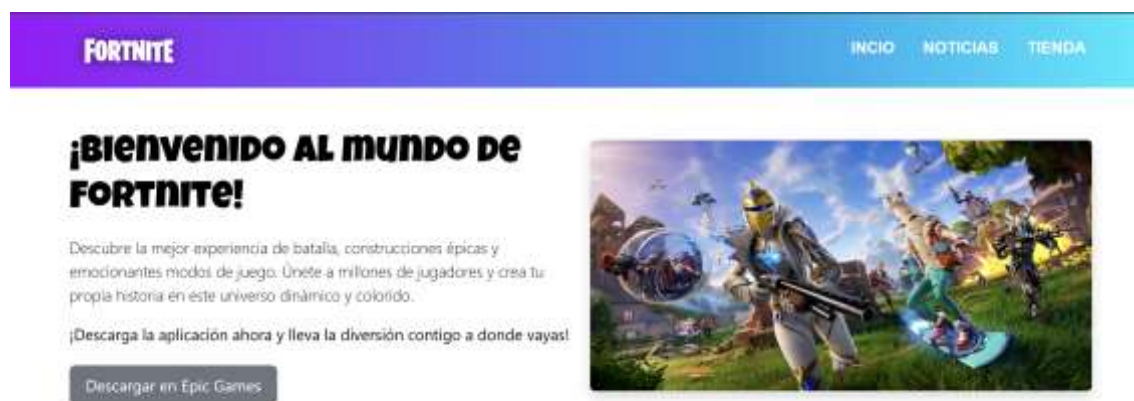 FORTNITE
INCIO NOTICIAS TIENDA
¡BIENVENIDO AL MUNDO DE
FORTNITE!
Descubre la mejor experiencia de batalla, construcciones épicas y
emocionantes modos de juego. Únete a millones de jugadores y crea tu
propia historia en este universo dinámico y colorido.
¡Descarga la aplicación ahora y lleva la diversión contigo a donde vayas!
Descargar en Epic Games